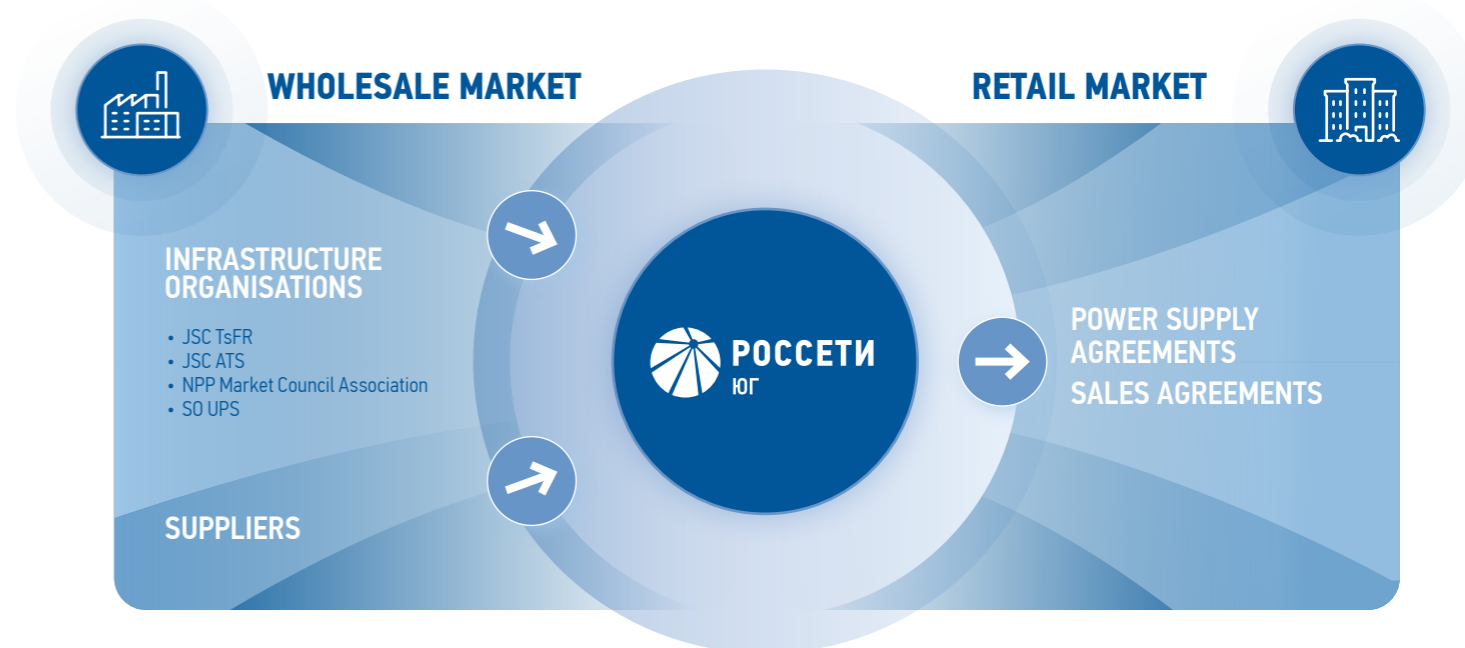 WHOLESALE MARKET
RETAIL MARKET
INFRASTRUCTURE
ORGANISATIONS
• JSC TsFR
• JSC ATS
• NPP Market Council Association
• SO UPS
SUPPLIERS
РОССЕТИ
ЮГ
POWER SUPPLY
AGREEMENTS
SALES AGREEMENTS